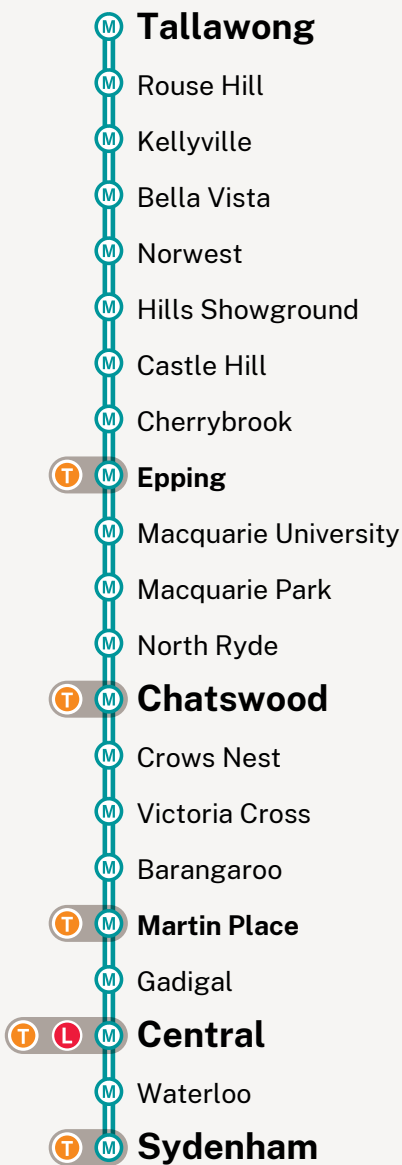 M Tallawong
M Rouse Hill
M Kellyville
M Bella Vista
M Norwest
M Hills Showground
M Castle Hill
M Cherrybrook
T M Epping
M Macquarie University
M Macquarie Park
M North Ryde
T M Chatswood
M Crows Nest
M Victoria Cross
M Barangaroo
T M Martin Place
M Gadigal
T L M Central
M Waterloo
T M Sydenham